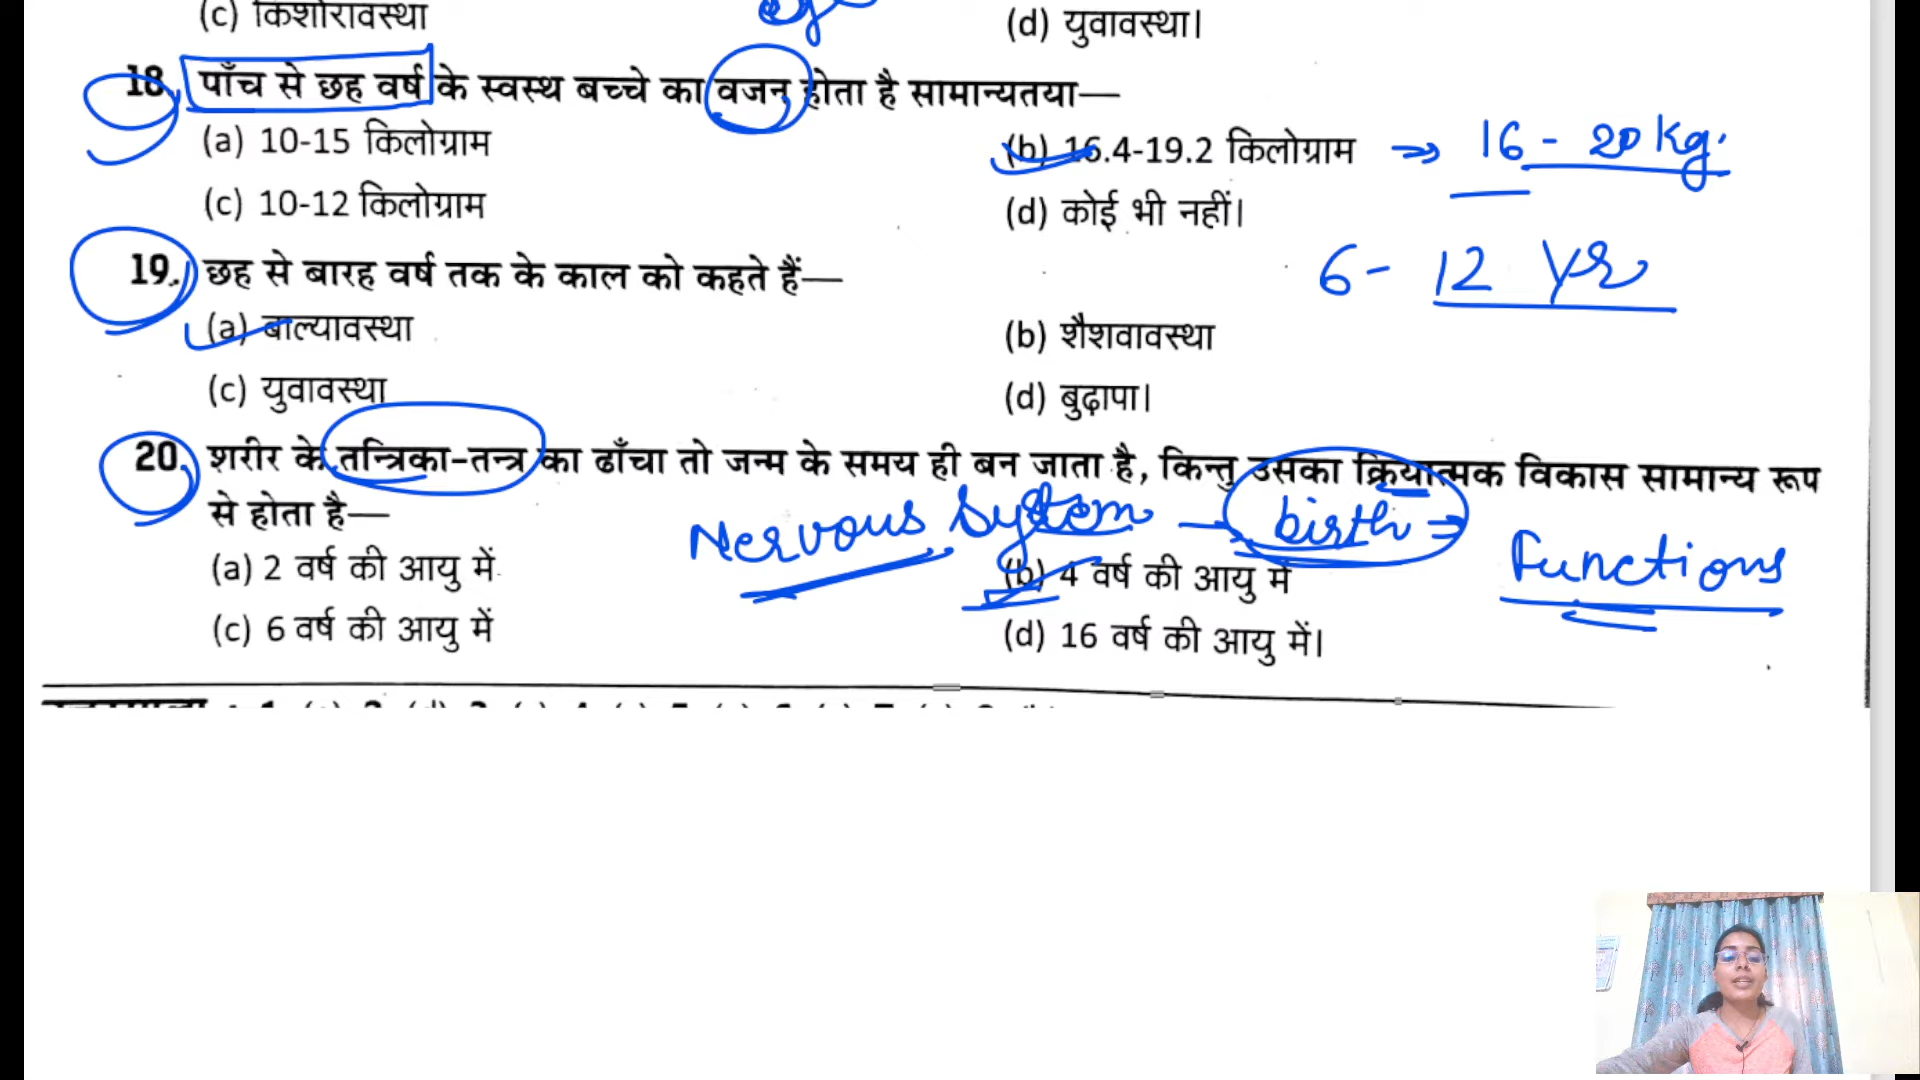 (c) किशोरावस्था (d) युवावस्था।
18. पाँच से छह वर्ष के स्वस्थ बच्चे का वजन होता है सामान्यतया—
(a) 10-15 किलोग्राम (b) 16.4-19.2 किलोग्राम ⇒ 16 - 20 Kg.
(c) 10-12 किलोग्राम (d) कोई भी नहीं।
19. छह से बारह वर्ष तक के काल को कहते हैं— 6 - 12 yr
(a) बाल्यावस्था (b) शैशवावस्था
(c) युवावस्था (d) बुढ़ापा।
20. शरीर के तन्त्रिका-तन्त्र का ढाँचा तो जन्म के समय ही बन जाता है, किन्तु उसका क्रियात्मक विकास सामान्य रूप
से होता है— Nervous System → birth → Functions
(a) 2 वर्ष की आयु में (b) 4 वर्ष की आयु में
(c) 6 वर्ष की आयु में (d) 16 वर्ष की आयु में।